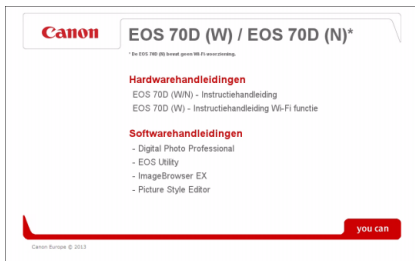 Canon
EOS 70D (W) / EOS 70D (N)*
* De EOS 70D (N) bevat geen Wi-Fi-voorziening.
Hardwarehandleidingen
EOS 70D (W/N) - Instructiehandleiding
EOS 70D (W) - Instructiehandleiding Wi-Fi functie
Softwarehandleidingen
- Digital Photo Professional
- EOS Utility
- ImageBrowser EX
- Picture Style Editor
you can
Canon Europe © 2013